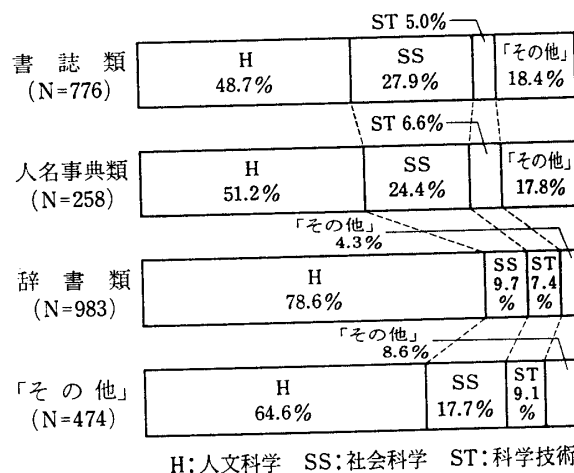 ST 5.0%
書誌類 H SS 「その他」
(N=776) 48.7% 27.9% 18.4%
ST 6.6%
人名事典類 H SS 「その他」
(N=258) 51.2% 24.4% 17.8%
「その他」
4.3%
辞書類 H SS ST
(N=983) 78.6% 9.7 7.4
% %
「その他」
8.6%
「その他」 H SS ST
(N=474) 64.6% 17.7% 9.1
%
H:人文科学 SS:社会科学 ST:科学技術